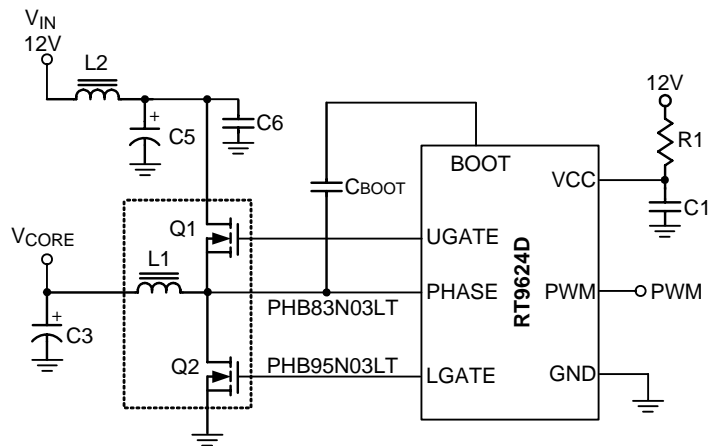 VIN
12V
L2
C5
C6
12V
R1
CBOOT
BOOT
VCC
C1
VCORE
Q1
UGATE
L1
RT9624D
PHASE
PWM
PWM
PHB83N03LT
C3
Q2
PHB95N03LT
LGATE
GND